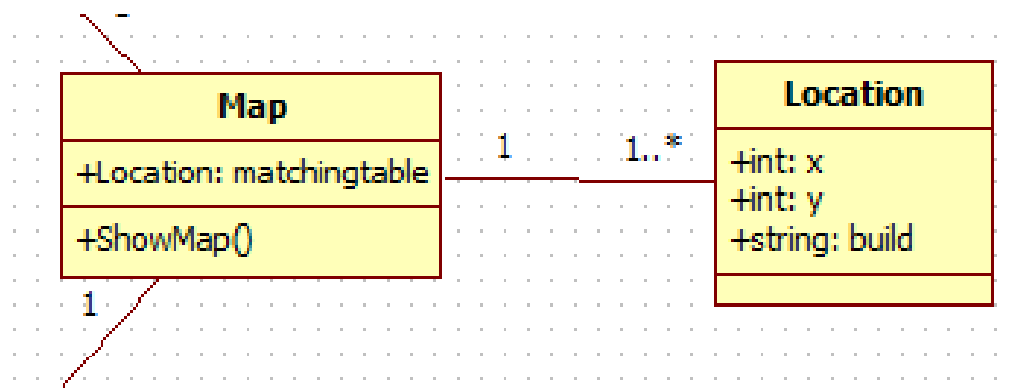 Map
+Location: matchingtable
+ShowMap()
1
1..*
Location
+int: x
+int: y
+string: build
1